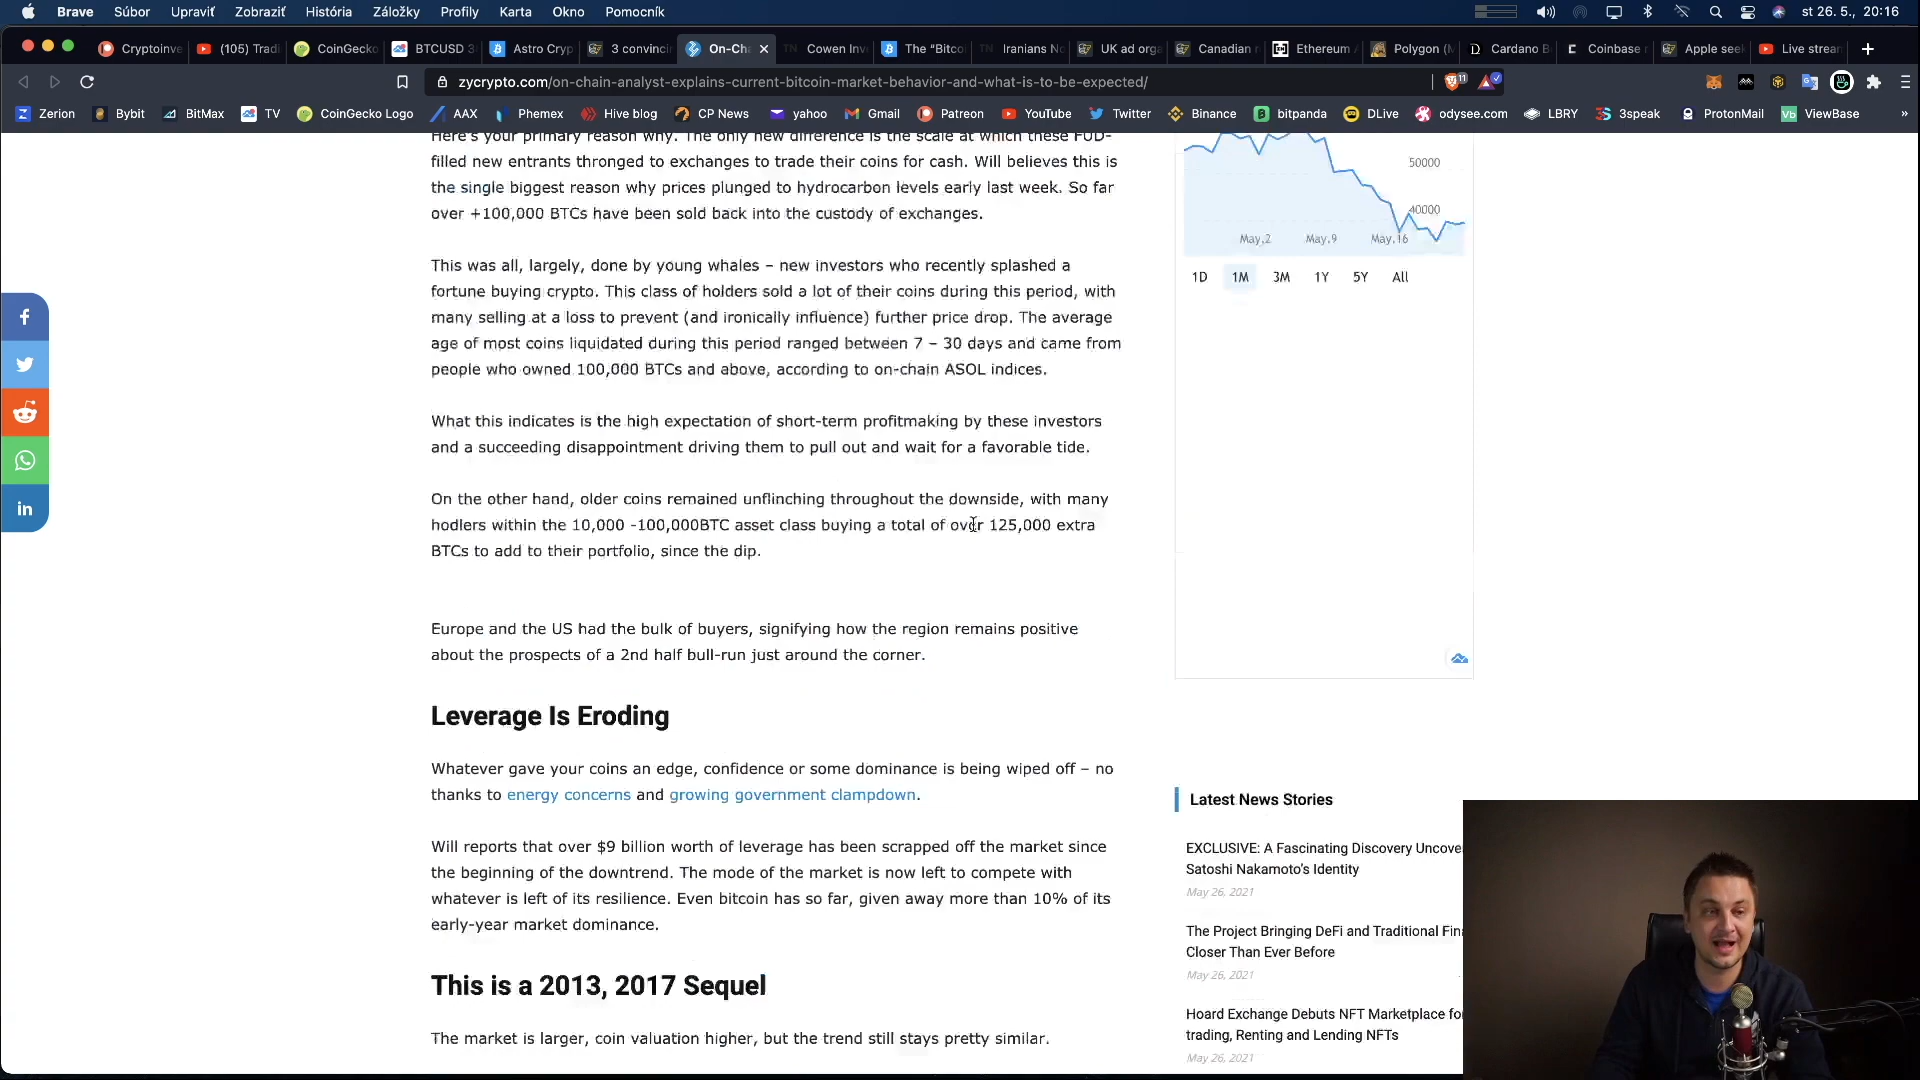 Brave Súbor Upraviť Zobraziť História Záložky Profily Karta Okno Pomocník st 26. 5., 20:16
Cryptoinve (105) Tradi CoinGecko BTCUSD 3 Astro Cryp 3 convincin On-Cha Cowen Inv The "Bitco Iranians No UK ad orga Canadian r Ethereum Polygon (M Cardano B Coinbase r Apple seek Live strean
zycrypto.com/on-chain-analyst-explains-current-bitcoin-market-behavior-and-what-is-to-be-expected/ 11
Zerion Bybit BitMax TV CoinGecko Logo AAX Phemex Hive blog CP News yahoo Gmail Patreon YouTube Twitter Binance bitpanda DLive odysee.com LBRY 3speak ProtonMail ViewBase »
Here's your primary reason why. The only new difference is the scale at which these FUD-
filled new entrants thronged to exchanges to trade their coins for cash. Will believes this is
the single biggest reason why prices plunged to hydrocarbon levels early last week. So far
over +100,000 BTCs have been sold back into the custody of exchanges.
This was all, largely, done by young whales – new investors who recently splashed a
fortune buying crypto. This class of holders sold a lot of their coins during this period, with
many selling at a loss to prevent (and ironically influence) further price drop. The average
age of most coins liquidated during this period ranged between 7 – 30 days and came from
people who owned 100,000 BTCs and above, according to on-chain ASOL indices.
What this indicates is the high expectation of short-term profitmaking by these investors
and a succeeding disappointment driving them to pull out and wait for a favorable tide.
On the other hand, older coins remained unflinching throughout the downside, with many
hodlers within the 10,000 -100,000BTC asset class buying a total of over 125,000 extra
BTCs to add to their portfolio, since the dip.
Europe and the US had the bulk of buyers, signifying how the region remains positive
about the prospects of a 2nd half bull-run just around the corner.
Leverage Is Eroding
Whatever gave your coins an edge, confidence or some dominance is being wiped off – no
thanks to energy concerns and growing government clampdown.
Will reports that over $9 billion worth of leverage has been scrapped off the market since
the beginning of the downtrend. The mode of the market is now left to compete with
whatever is left of its resilience. Even bitcoin has so far, given away more than 10% of its
early-year market dominance.
This is a 2013, 2017 Sequel
The market is larger, coin valuation higher, but the trend still stays pretty similar.
50000
40000
May,2 May,9 May,16
1D 1M 3M 1Y 5Y All
Latest News Stories
EXCLUSIVE: A Fascinating Discovery Uncove
Satoshi Nakamoto's Identity
May 26, 2021
The Project Bringing DeFi and Traditional Fina
Closer Than Ever Before
May 26, 2021
Hoard Exchange Debuts NFT Marketplace fo
trading, Renting and Lending NFTs
May 26, 2021